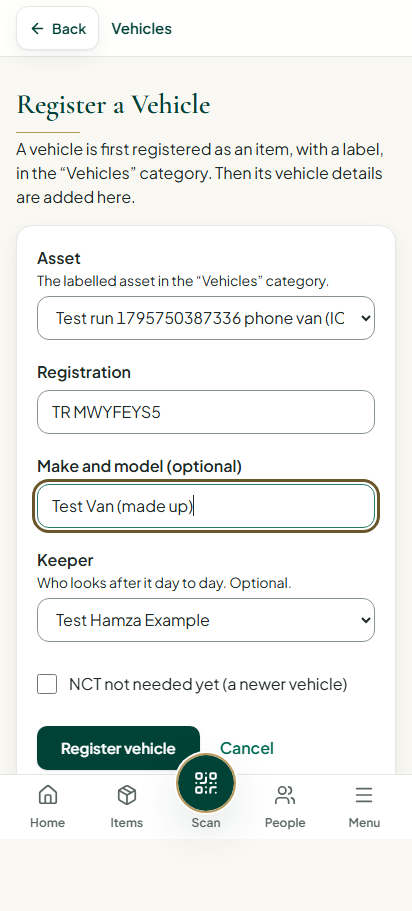 Back
Vehicles
Register a Vehicle
A vehicle is first registered as an item, with a label,
in the “Vehicles” category. Then its vehicle details
are added here.
Asset
The labelled asset in the “Vehicles” category.
Test run 1795750387336 phone van (IC
Registration
TR MWYFEYS5
Make and model (optional)
Test Van (made up)
Keeper
Who looks after it day to day. Optional.
Test Hamza Example
NCT not needed yet (a newer vehicle)
Register vehicle
Cancel
Home
Items
Scan
People
Menu